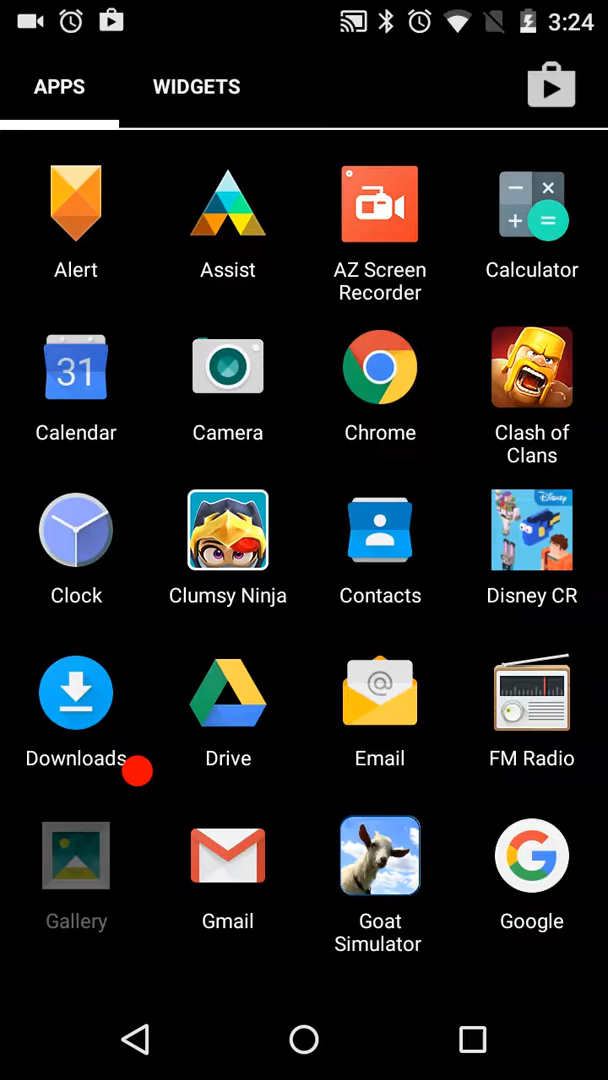 3:24
APPS WIDGETS
Alert Assist AZ Screen Recorder Calculator
31
Calendar Camera Chrome Clash of Clans
Disney
Clock Clumsy Ninja Contacts Disney CR
@
Downloads Drive Email FM Radio
Gallery Gmail Goat Simulator Google